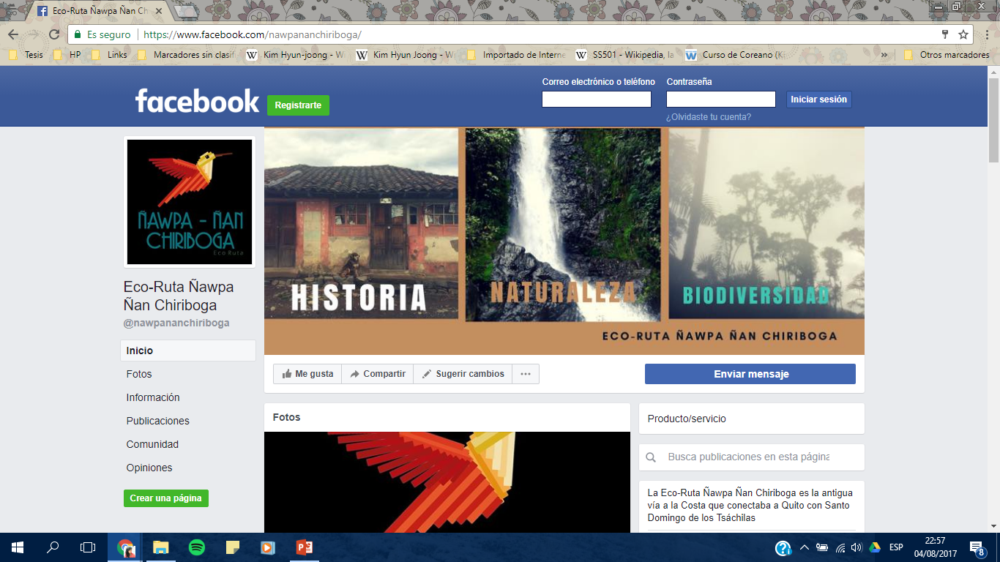 Eco-Ruta Ñawpa Ñan Ch
Es seguro
https://www.facebook.com/nawpananchiriboga/
Tesis
HP
Links
Marcadores sin clasif
Kim Hyun-joong - W
Kim Hyun Joong - W
Importado de Interne
SS501 - Wikipedia, la
Curso de Coreano (K
»
Otros marcadores
facebook
Registrarte
Correo electrónico o teléfono
Contraseña
Iniciar sesión
¿Olvidaste tu cuenta?
ÑAWPA - ÑAN
CHIRIBOGA
Eco Ruta
HISTORIA
NATURALEZA
BIODIVERSIDAD
ECO-RUTA ÑAWPA ÑAN CHIRIBOGA
Eco-Ruta Ñawpa
Ñan Chiriboga
@nawpananchiriboga
Inicio
Fotos
Información
Publicaciones
Comunidad
Opiniones
Crear una página
Me gusta
Compartir
Sugerir cambios
Enviar mensaje
Fotos
Producto/servicio
Busca publicaciones en esta página
La Eco-Ruta Ñawpa Ñan Chiriboga es la antigua
vía a la Costa que conectaba a Quito con Santo
Domingo de los Tsáchilas
ESP
22:57
04/08/2017
8